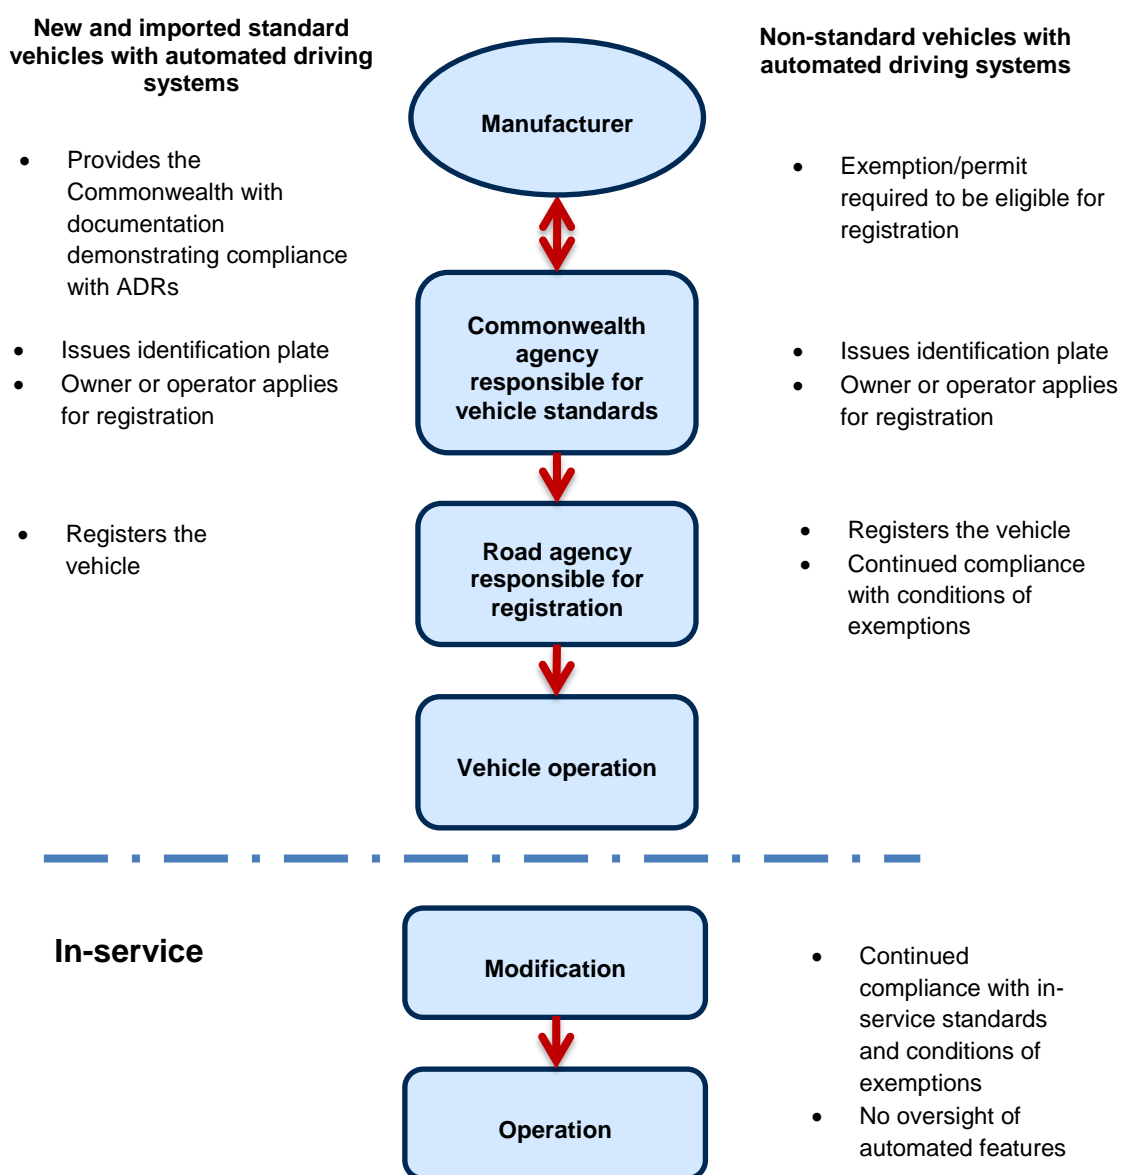 New and imported standard
vehicles with automated driving
systems
Non-standard vehicles with
automated driving systems
Manufacturer
• Provides the
Commonwealth with
documentation
demonstrating compliance
with ADRs
• Exemption/permit
required to be eligible for
registration
• Issues identification plate
• Owner or operator applies
for registration
Commonwealth
agency
responsible for
vehicle standards
• Issues identification plate
• Owner or operator applies
for registration
• Registers the
vehicle
Road agency
responsible for
registration
• Registers the vehicle
• Continued compliance
with conditions of
exemptions
Vehicle operation
In-service
Modification
• Continued
compliance with in-
service standards
and conditions of
exemptions
• No oversight of
automated features
Operation